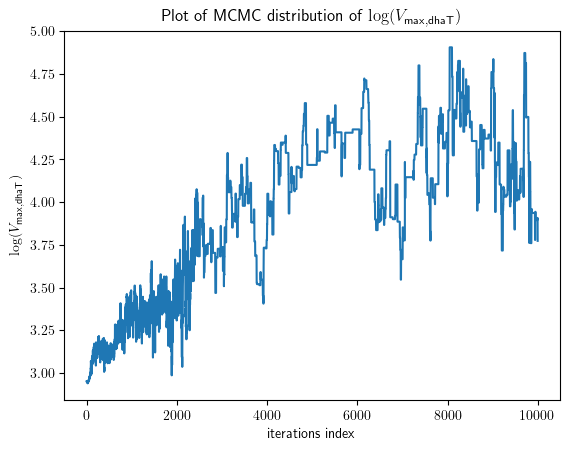 Plot of MCMC distribution of log(V_max,dhaT)
log(V_max,dhaT)
5.00
4.75
4.50
4.25
4.00
3.75
3.50
3.25
3.00
0 2000 4000 6000 8000 10000
iterations index